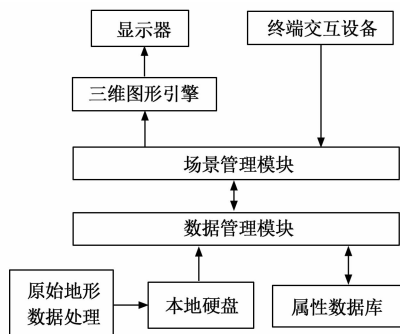 显示器
终端交互设备
三维图形引擎
场景管理模块
数据管理模块
原始地形
数据处理
本地硬盘
属性数据库